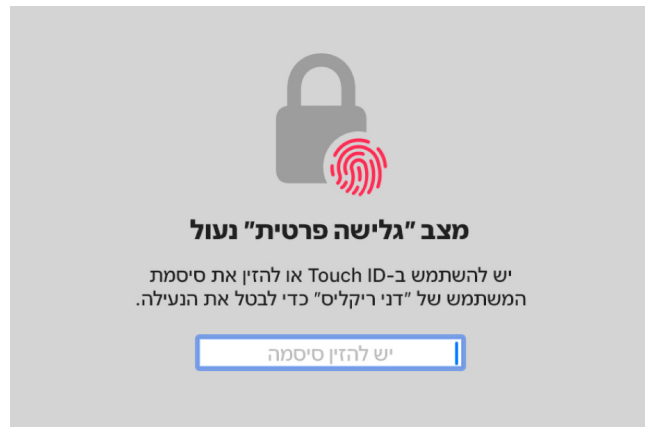 מצב "גלישה פרטית" נעול
יש להשתמש ב-Touch ID או להזין את סיסמת
המשתמש של "דני ריקליס" כדי לבטל את הנעילה.
יש להזין סיסמה